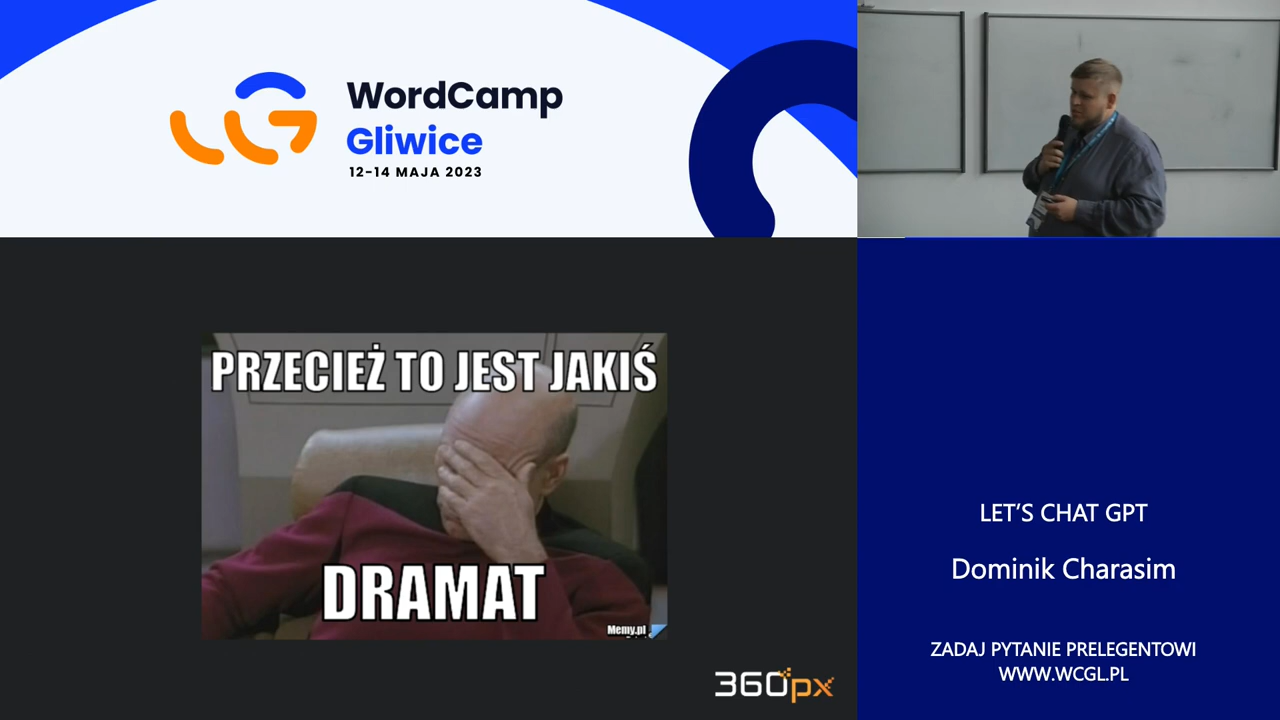 WordCamp
Gliwice
12-14 MAJA 2023
PRZECIEŻ TO JEST JAKIŚ
DRAMAT
Memy.pl
360px
LET'S CHAT GPT
Dominik Charasim
ZADAJ PYTANIE PRELEGENTOWI
WWW.WCGL.PL